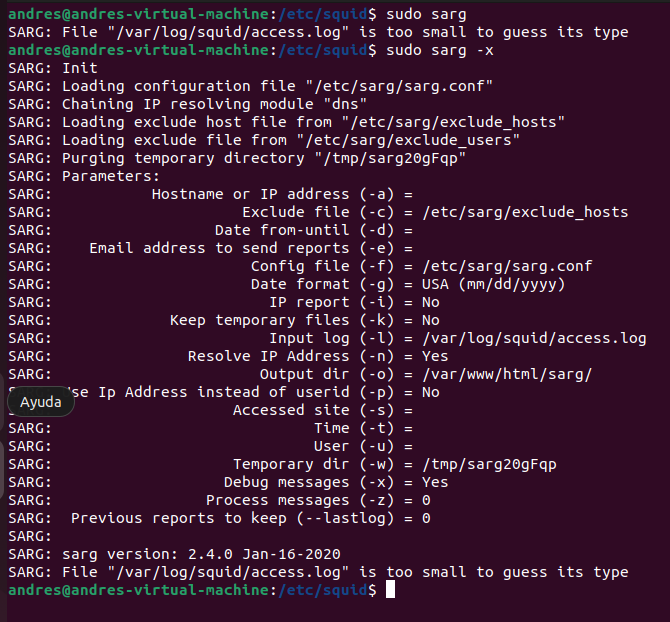 andres@andres-virtual-machine:/etc/squid$ sudo sarg
SARG: File "/var/log/squid/access.log" is too small to guess its type
andres@andres-virtual-machine:/etc/squid$ sudo sarg -x
SARG: Init
SARG: Loading configuration file "/etc/sarg/sarg.conf"
SARG: Chaining IP resolving module "dns"
SARG: Loading exclude host file from "/etc/sarg/exclude_hosts"
SARG: Loading exclude file from "/etc/sarg/exclude_users"
SARG: Purging temporary directory "/tmp/sarg20gFqp"
SARG: Parameters:
SARG: Hostname or IP address (-a) =
SARG: Exclude file (-c) = /etc/sarg/exclude_hosts
SARG: Date from-until (-d) =
SARG: Email address to send reports (-e) =
SARG: Config file (-f) = /etc/sarg/sarg.conf
SARG: Date format (-g) = USA (mm/dd/yyyy)
SARG: IP report (-i) = No
SARG: Keep temporary files (-k) = No
SARG: Input log (-l) = /var/log/squid/access.log
SARG: Resolve IP Address (-n) = Yes
SARG: Output dir (-o) = /var/www/html/sarg/
Ip Address instead of userid (-p) = No
Ayuda
Accessed site (-s) =
SARG: Time (-t) =
SARG: User (-u) =
SARG: Temporary dir (-w) = /tmp/sarg20gFqp
SARG: Debug messages (-x) = Yes
SARG: Process messages (-z) = 0
SARG: Previous reports to keep (--lastlog) = 0
SARG:
SARG: sarg version: 2.4.0 Jan-16-2020
SARG: File "/var/log/squid/access.log" is too small to guess its type
andres@andres-virtual-machine:/etc/squid$